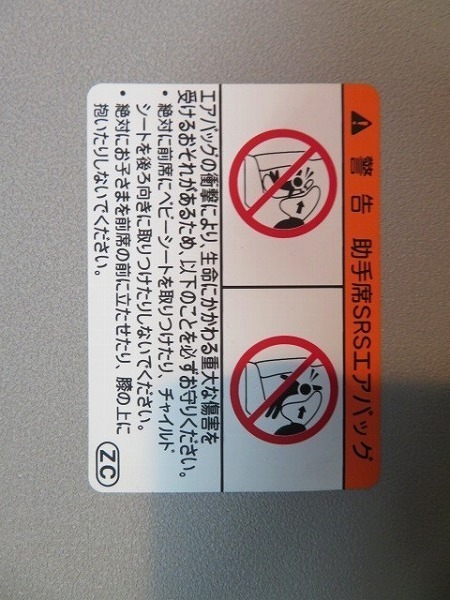 警告 助手席SRSエアバッグ
エアバッグの衝撃により、生命にかかわる重大な傷害を
受けるおそれがあるため、以下のことを必ずお守りください。
・絶対に前席にベビーシートを取りつけたり、チャイルド
シートを後ろ向きに取りつけたりしないでください。
・絶対にお子さまを前席の前に立たせたり、膝の上に
抱いたりしないでください。
ZC